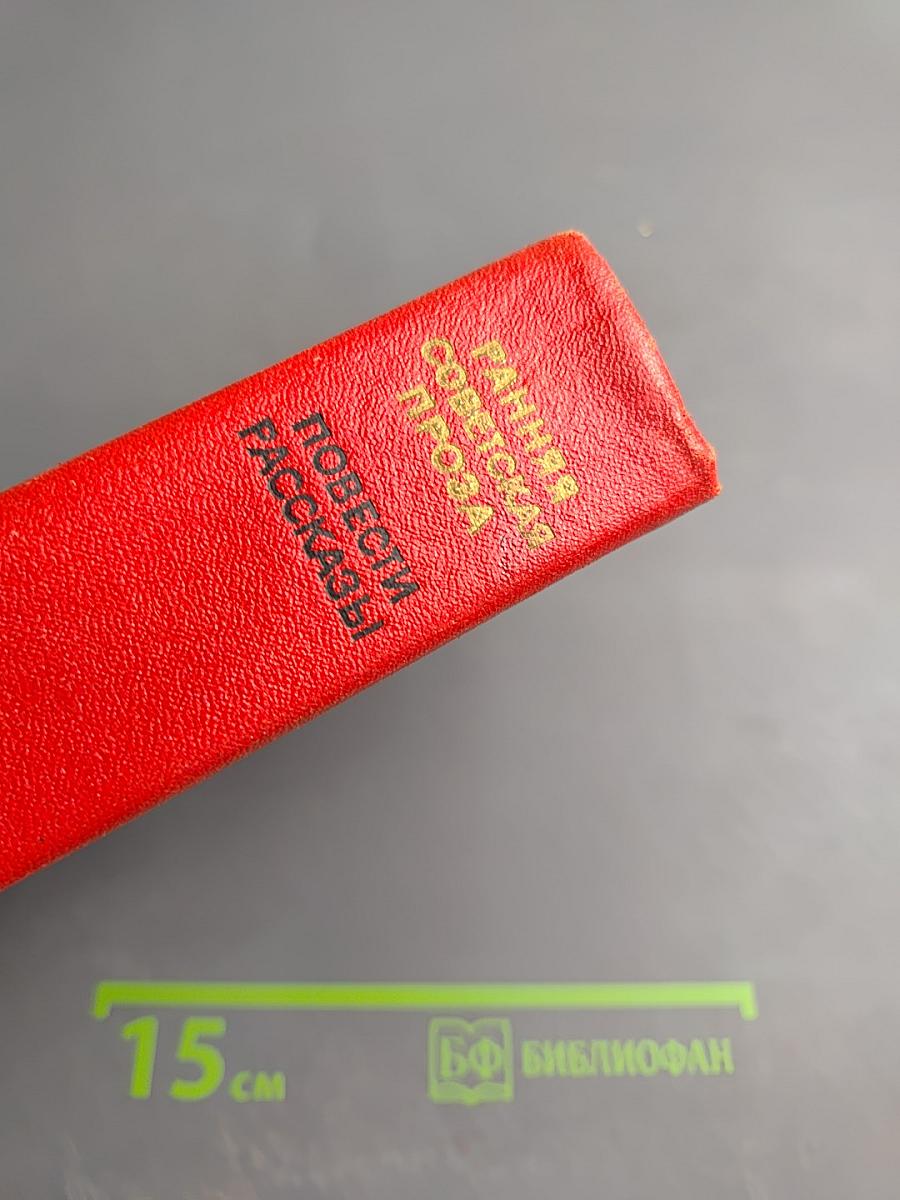 РАННЯЯ
СОВЕТСКАЯ
ПРОЗА
ПОВЕСТИ
РАССКАЗЫ
15 см
БФ БИБЛИОФАН